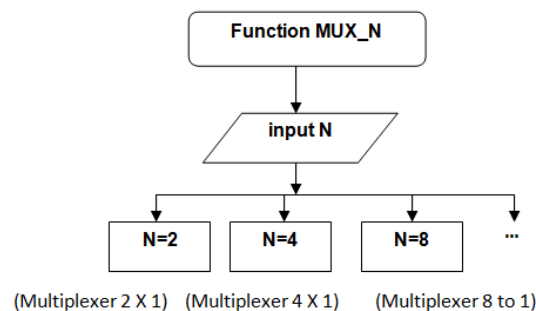 Function MUX_N
input N
N=2 N=4 N=8 ...
(Multiplexer 2 X 1) (Multiplexer 4 X 1) (Multiplexer 8 to 1)